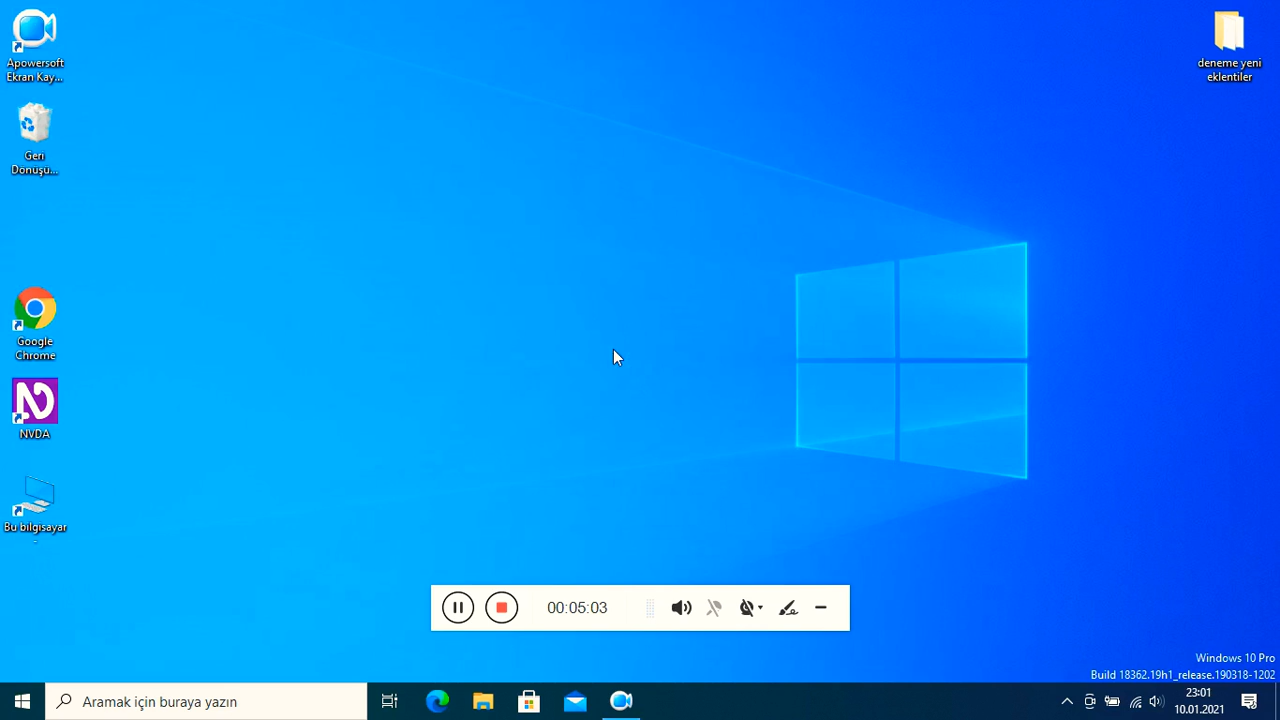 Apowersoft
Ekran Kay...
deneme yeni
eklentiler
Geri
Dönüşü...
Google
Chrome
NVDA
Bu bilgisayar
-
00:05:03
Windows 10 Pro
Build 18362.19h1_release.190318-1202
Aramak için buraya yazın
23:01
10.01.2021